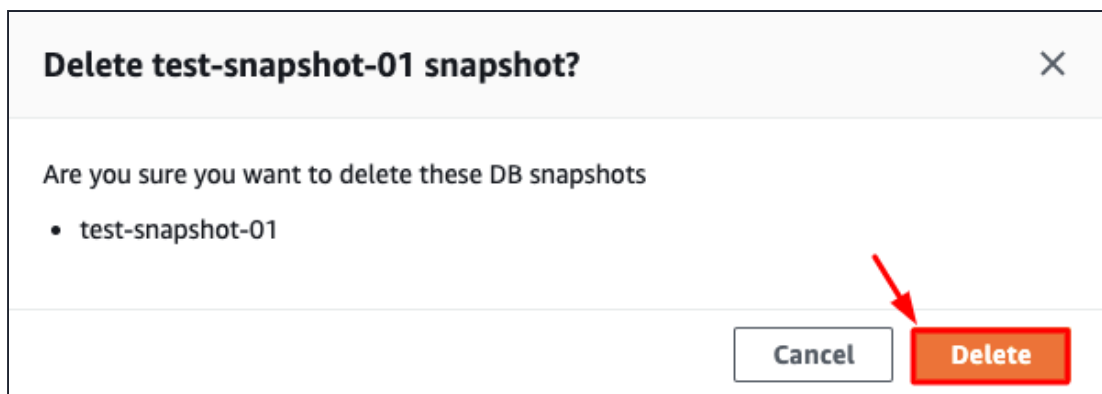 Delete test-snapshot-01 snapshot?
Are you sure you want to delete these DB snapshots
• test-snapshot-01
Cancel Delete